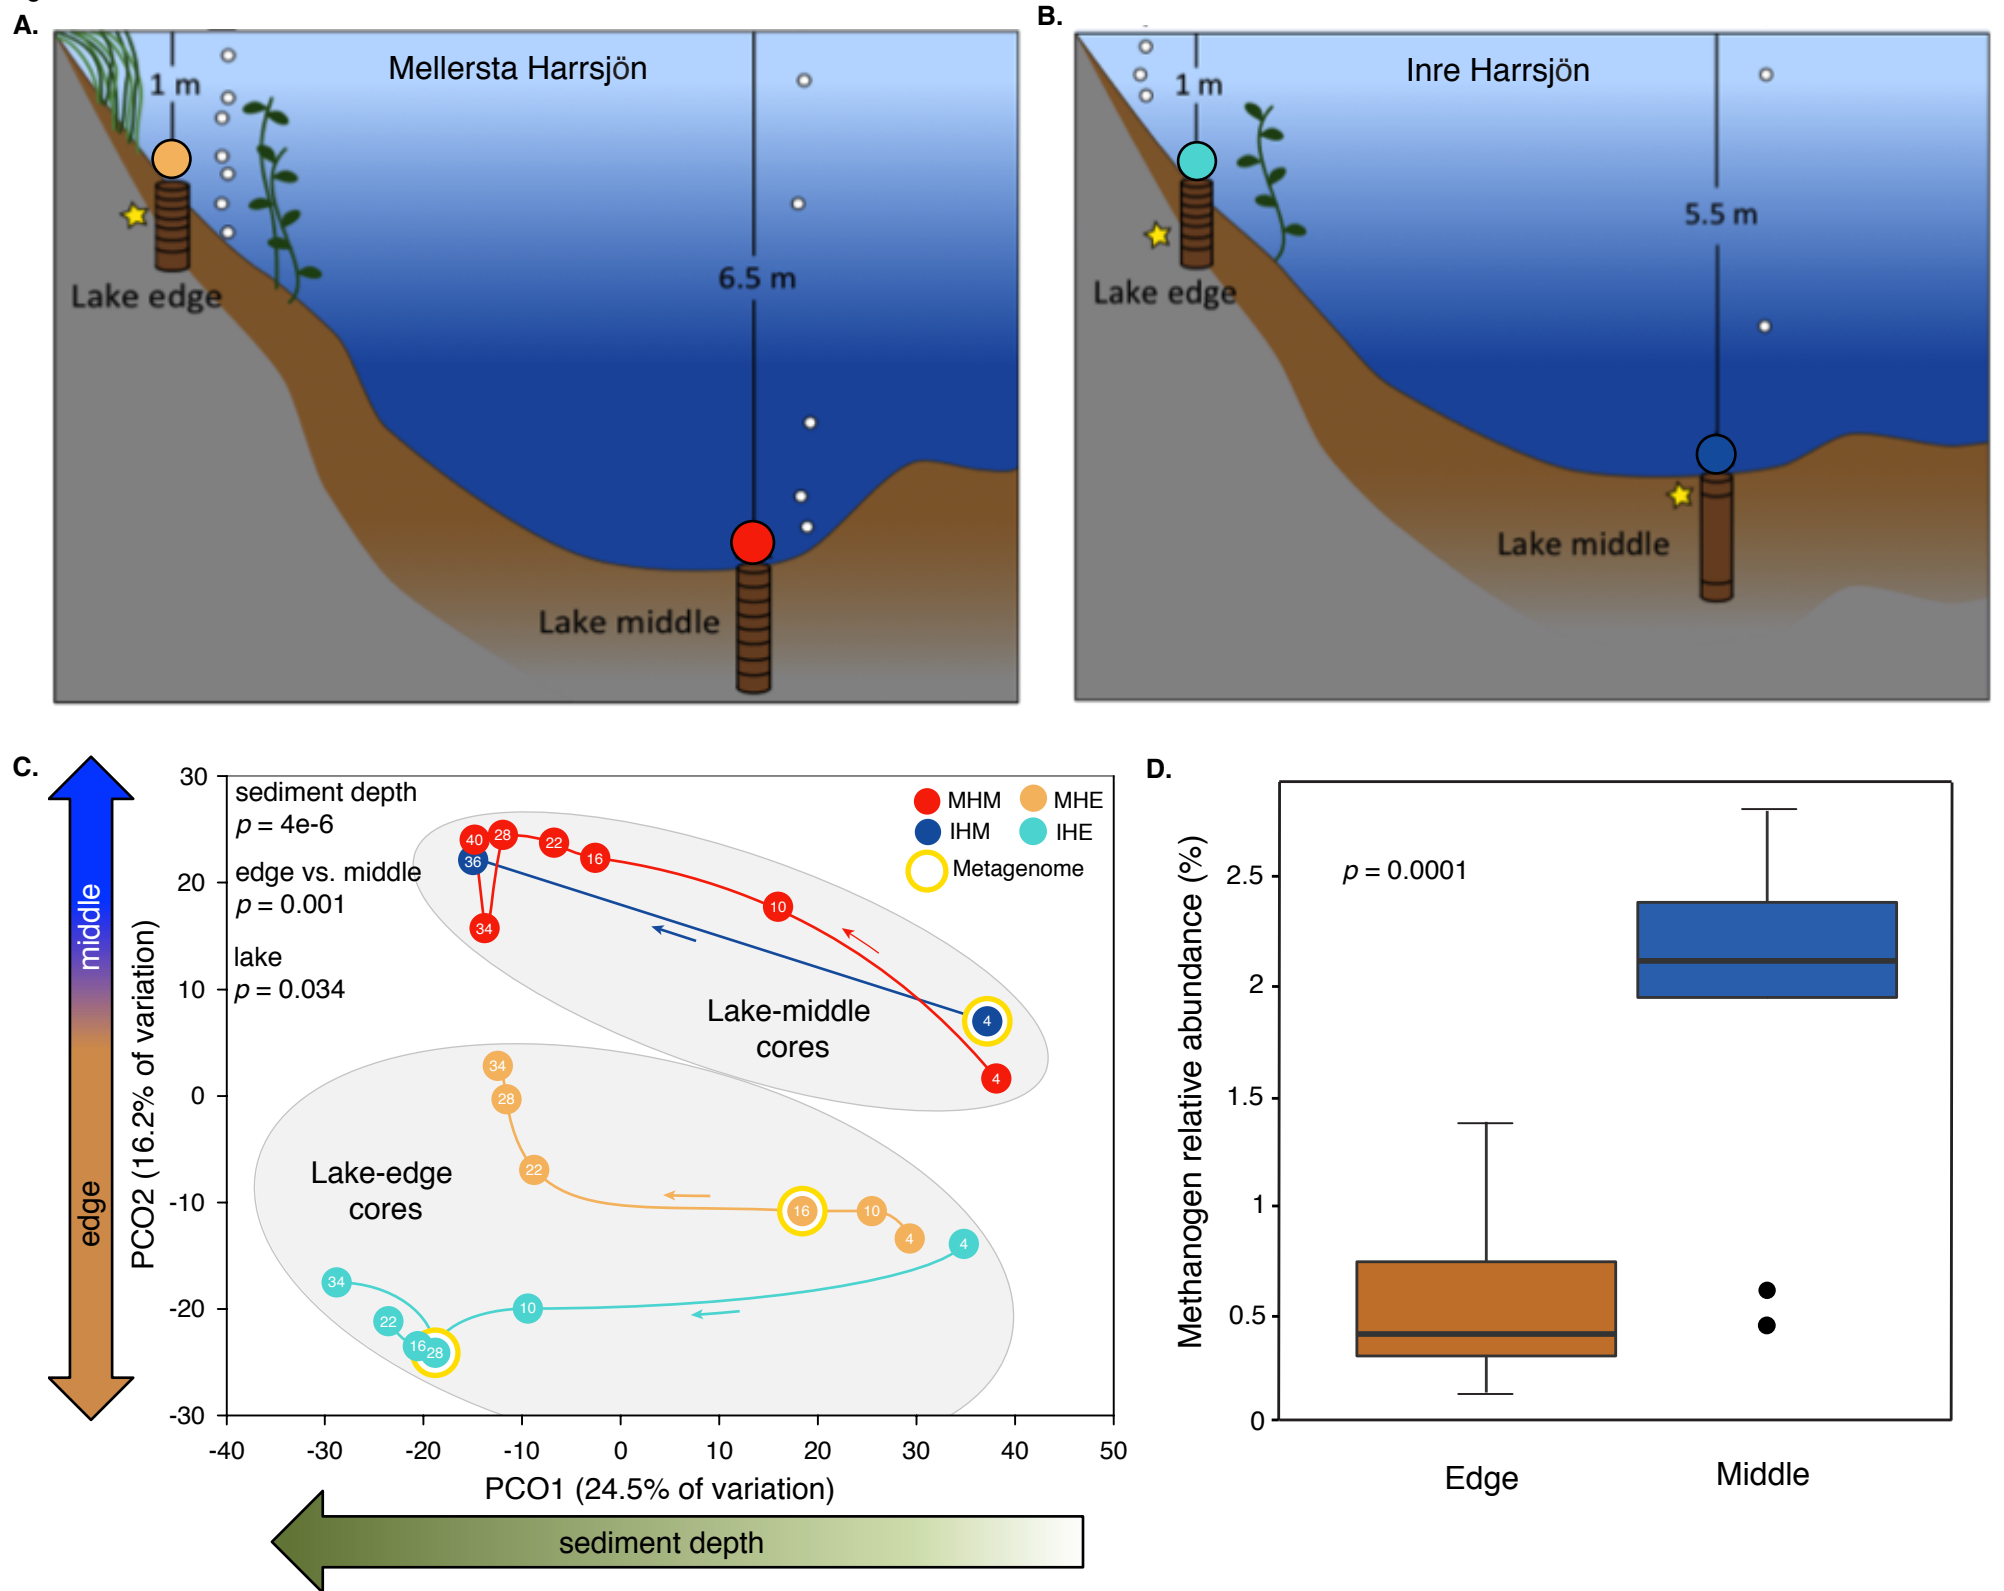 A.
Mellersta Harrsjön
1 m
6.5 m
Lake edge
Lake middle
B.
Inre Harrsjön
1 m
5.5 m
Lake edge
Lake middle
C.
middle
edge
PCO2 (16.2% of variation)
30
20
10
0
-10
-20
-30
sediment depth
p = 4e-6
edge vs. middle
p = 0.001
lake
p = 0.034
MHM
MHE
IHM
IHE
Metagenome
40
28
22
16
36
34
10
4
4
Lake-middle
cores
34
28
22
16
10
4
Lake-edge
cores
4
34
10
22
16
28
-40
-30
-20
-10
0
10
20
30
40
50
PCO1 (24.5% of variation)
sediment depth
D.
Methanogen relative abundance (%)
p = 0.0001
2.5
2
1.5
1
0.5
0
Edge
Middle